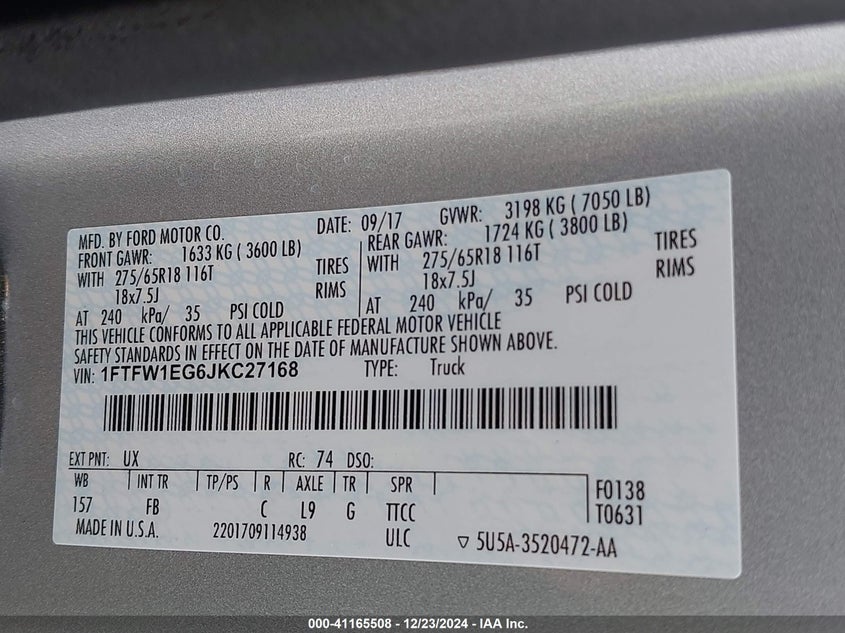 MFD. BY FORD MOTOR CO. DATE: 09/17 GVWR: 3198 KG ( 7050 LB)
FRONT GAWR: 1633 KG ( 3600 LB) REAR GAWR: 1724 KG ( 3800 LB)
WITH 275/65R18 116T TIRES WITH 275/65R18 116T TIRES
18x7.5J RIMS 18x7.5J RIMS
AT 240 kPa/ 35 PSI COLD AT 240 kPa/ 35 PSI COLD
THIS VEHICLE CONFORMS TO ALL APPLICABLE FEDERAL MOTOR VEHICLE
SAFETY STANDARDS IN EFFECT ON THE DATE OF MANUFACTURE SHOWN ABOVE.
VIN: 1FTFW1EG6JKC27168 TYPE: Truck
EXT PNT: UX RC: 74 DSO:
WB INT TR TP/PS R AXLE TR SPR F0138
157 FB C L9 G TTCC T0631
MADE IN U.S.A. 2201709114938 ULC ▽ 5U5A-3520472-AA
000-41165508 - 12/23/2024 - IAA Inc.